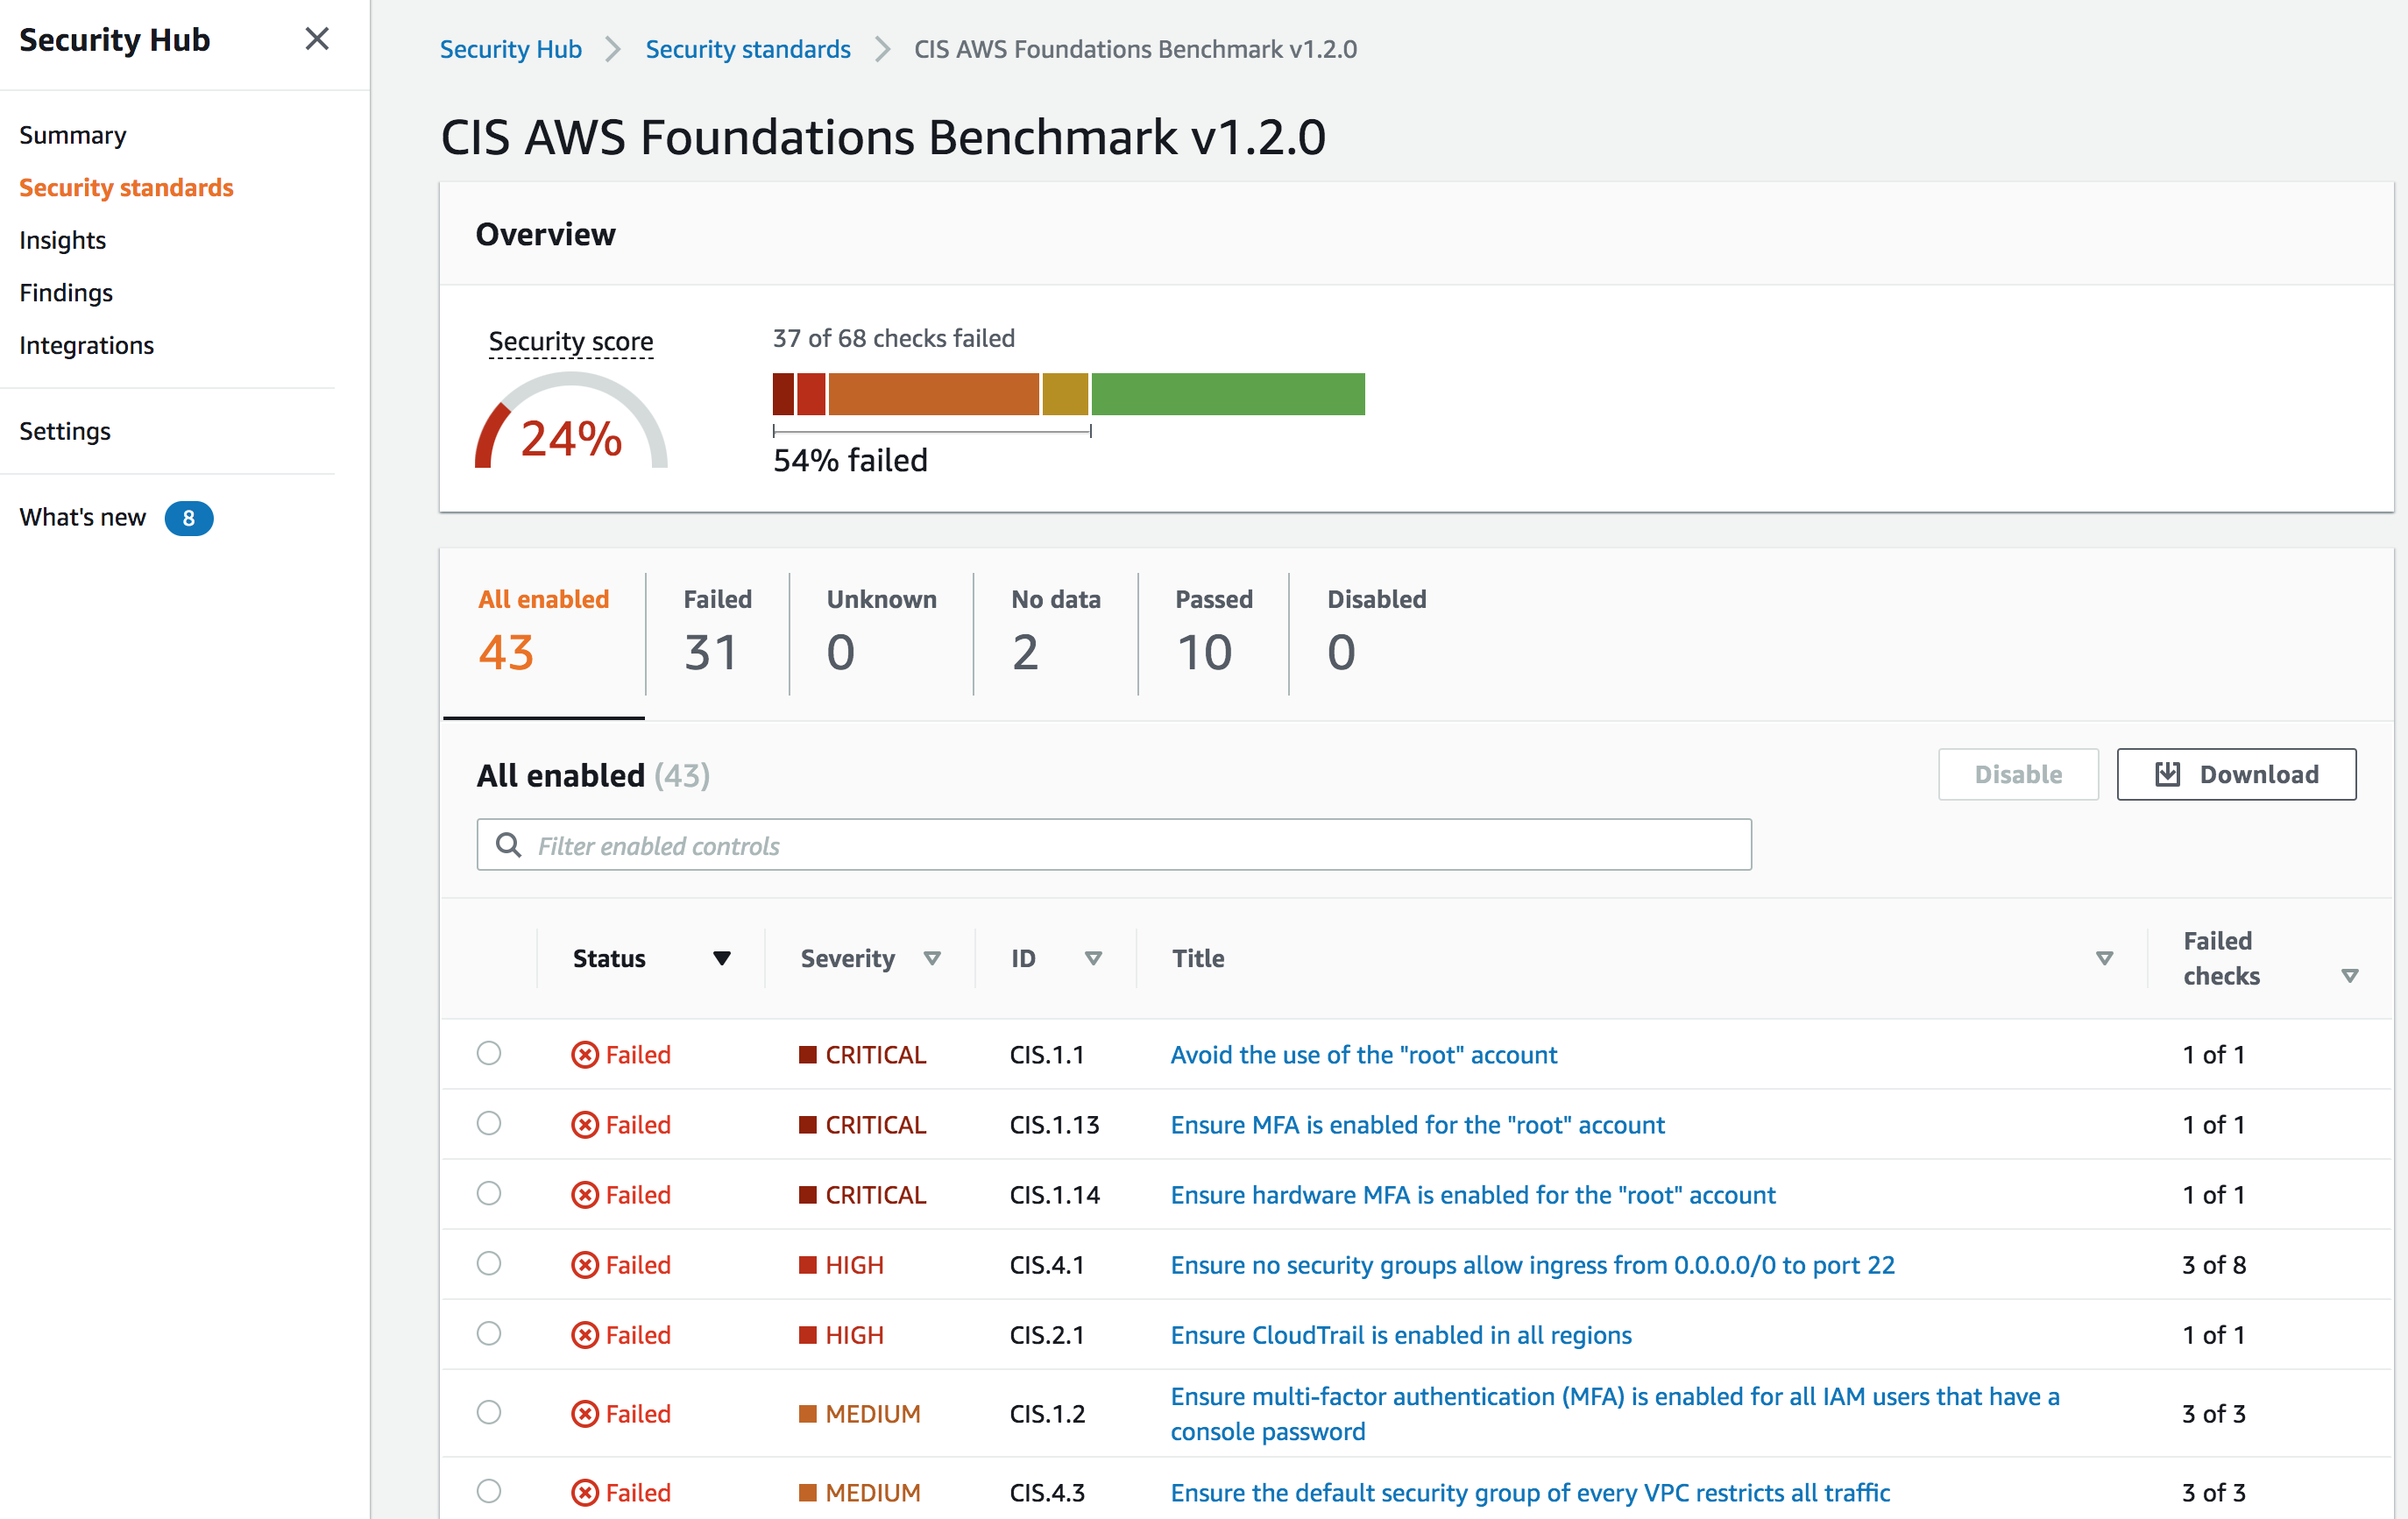 Security Hub
Summary
Security standards
Insights
Findings
Integrations
Settings
What's new 8
Security Hub Security standards CIS AWS Foundations Benchmark v1.2.0
CIS AWS Foundations Benchmark v1.2.0
Overview
Security score
24%
37 of 68 checks failed
54% failed
All enabled Failed Unknown No data Passed Disabled
43 31 0 2 10 0
All enabled (43)
Disable Download
Filter enabled controls
Status Severity ID Title Failed
checks
Failed CRITICAL CIS.1.1 Avoid the use of the "root" account 1 of 1
Failed CRITICAL CIS.1.13 Ensure MFA is enabled for the "root" account 1 of 1
Failed CRITICAL CIS.1.14 Ensure hardware MFA is enabled for the "root" account 1 of 1
Failed HIGH CIS.4.1 Ensure no security groups allow ingress from 0.0.0.0/0 to port 22 3 of 8
Failed HIGH CIS.2.1 Ensure CloudTrail is enabled in all regions 1 of 1
Failed MEDIUM CIS.1.2 Ensure multi-factor authentication (MFA) is enabled for all IAM users that have a
console password 3 of 3
Failed MEDIUM CIS.4.3 Ensure the default security group of every VPC restricts all traffic 3 of 3